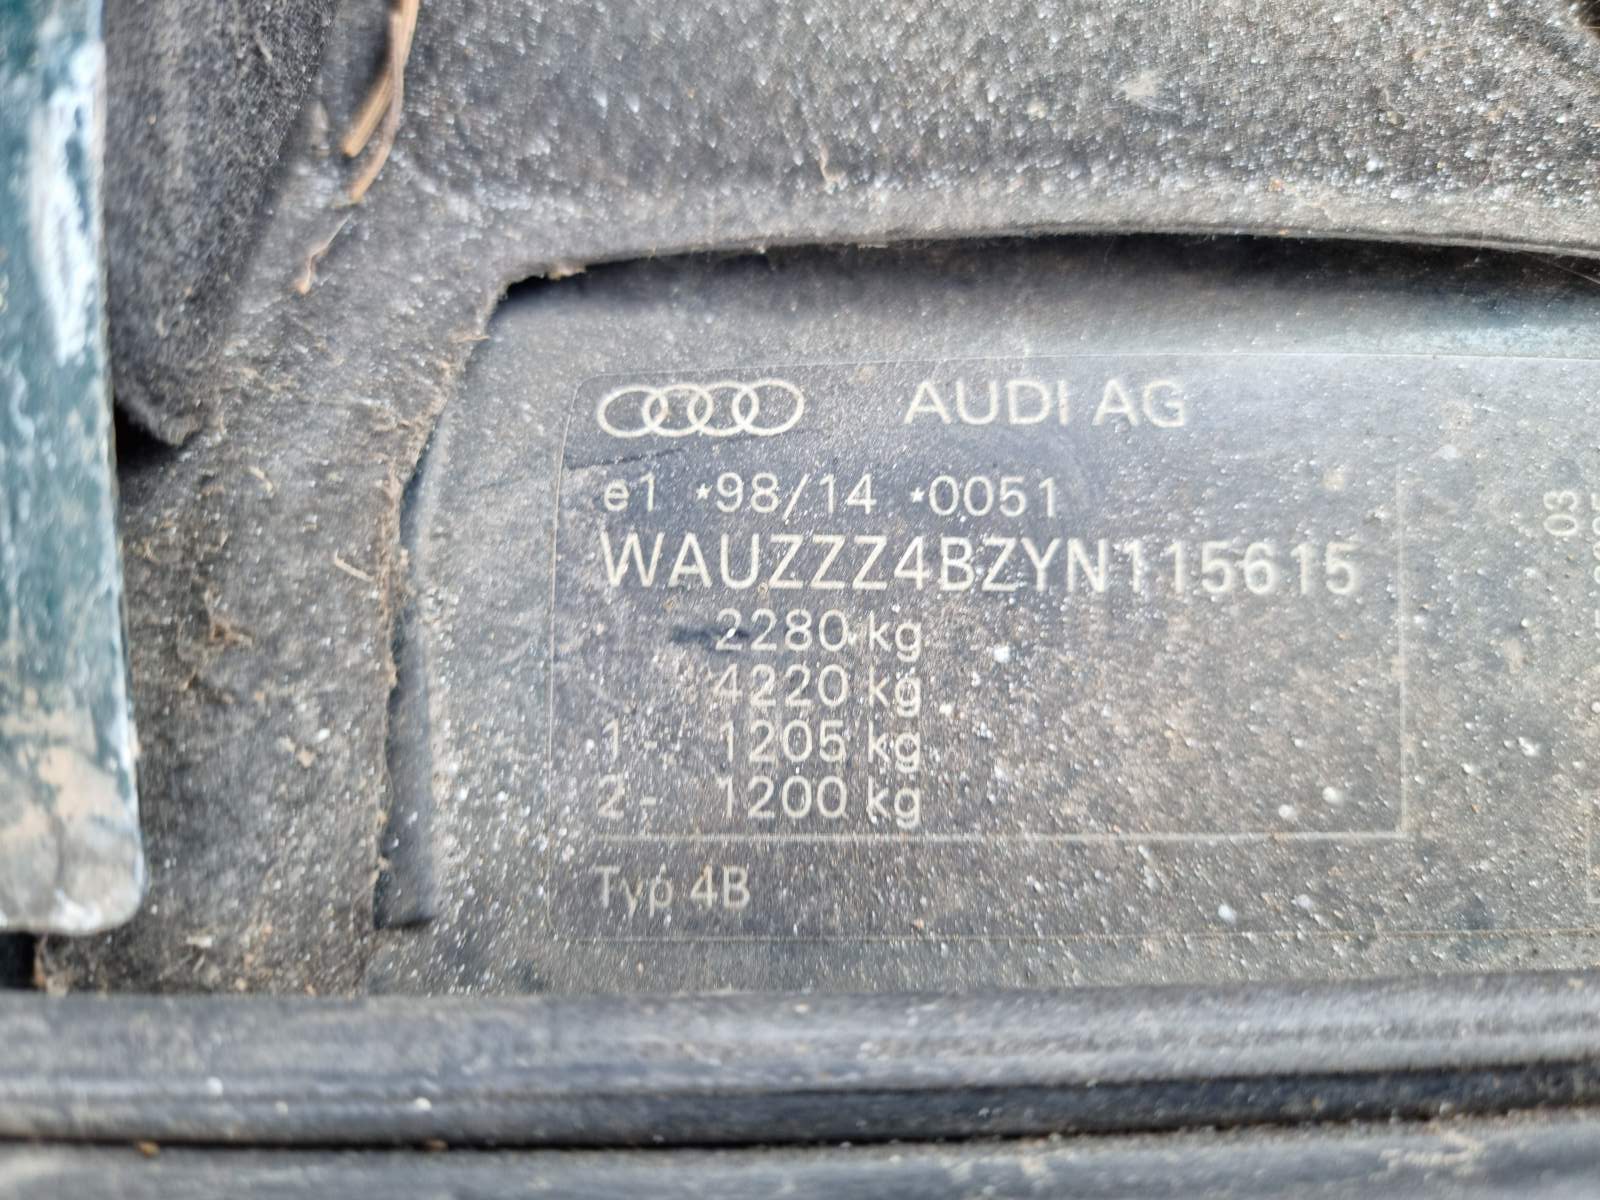 AUDI AG
e1 *98/14 *0051
WAUZZZ4BZYN115615
2280 kg
4220 kg
1- 1205 kg
2- 1200 kg
Typ 4B
03